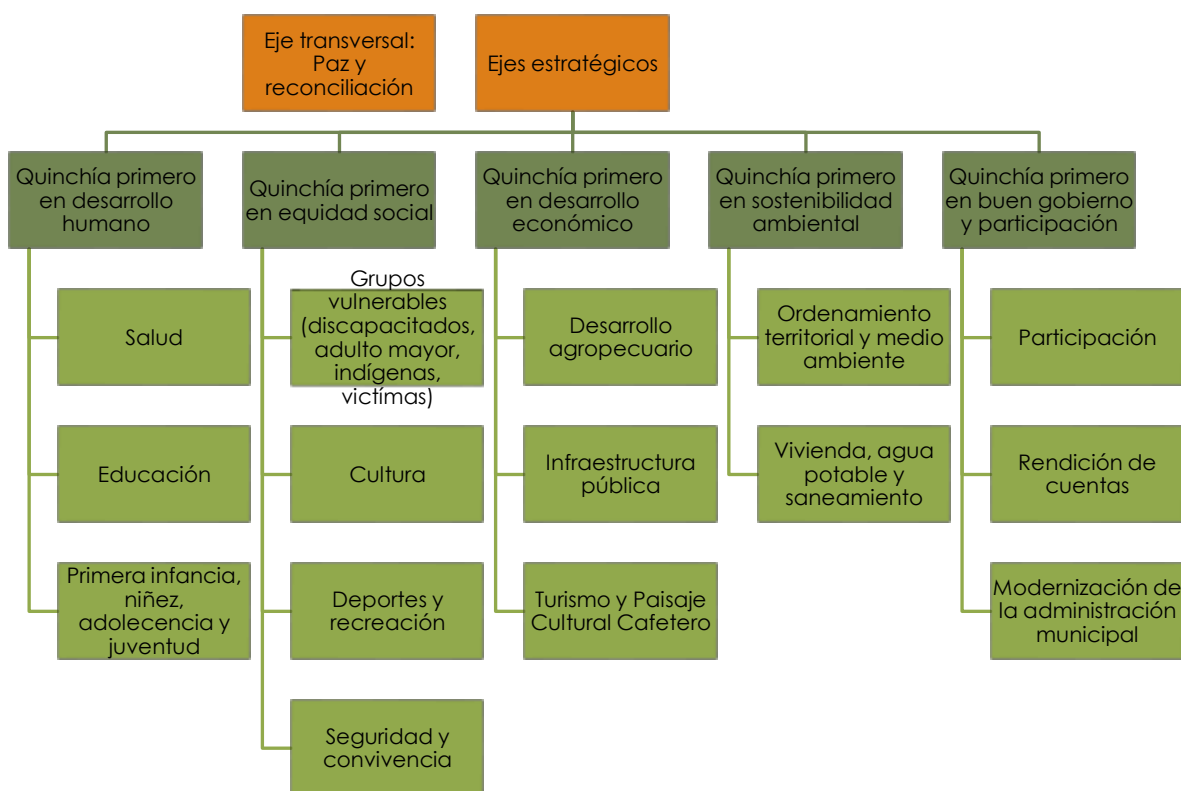 Eje transversal:
Paz y
reconciliación
Ejes estratégicos
Quinchía primero
en desarrollo
humano
Salud
Educación
Primera infancia,
niñez,
adolecencia y
juventud
Quinchía primero
en equidad social
Grupos
vulnerables
(discapacitados,
adulto mayor,
indígenas,
victímas)
Cultura
Deportes y
recreación
Seguridad y
convivencia
Quinchía primero
en desarrollo
económico
Desarrollo
agropecuario
Infraestructura
pública
Turismo y Paisaje
Cultural Cafetero
Quinchía primero
en sostenibilidad
ambiental
Ordenamiento
territorial y medio
ambiente
Vivienda, agua
potable y
saneamiento
Quinchía primero
en buen gobierno
y participación
Participación
Rendición de
cuentas
Modernización de
la administración
municipal